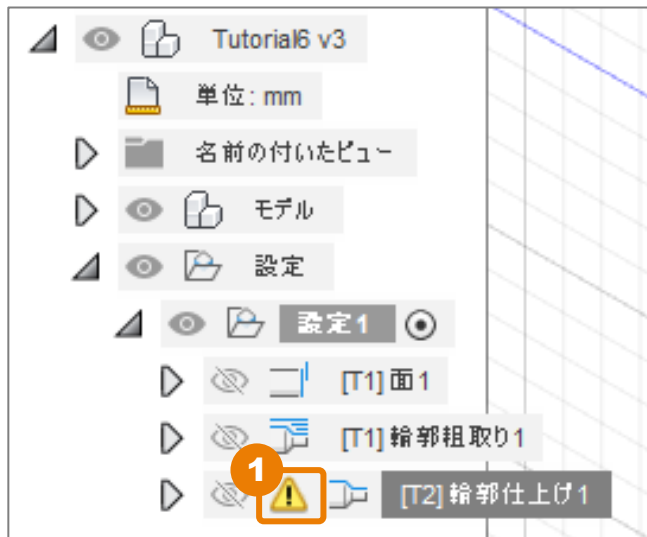 Tutorial6 v3
単位: mm
名前の付いたビュー
モデル
設定
設定1
[T1] 面1
[T1] 輪郭粗取り1
1
[T2] 輪郭仕上げ1